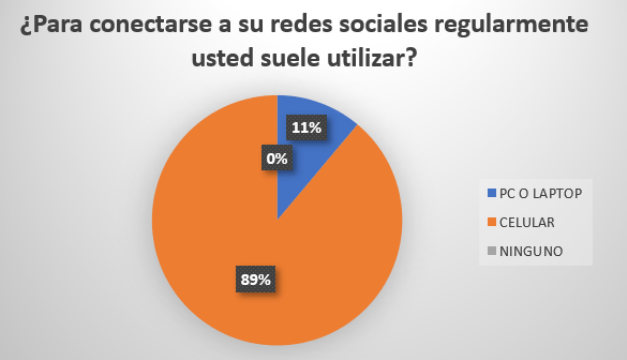 ¿Para conectarse a su redes sociales regularmente
usted suele utilizar?
11%
0%
89%
PC O LAPTOP
CELULAR
NINGUNO